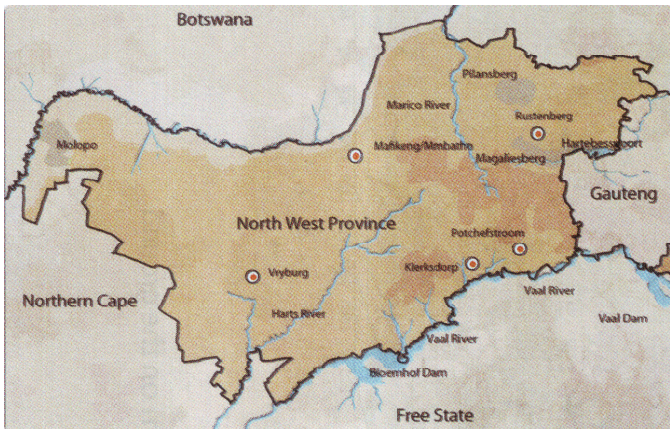 Botswana
Pilansberg
Marico River
Rustenberg
Molopo
Mafikeng/Mmbatho
Hartebeespoort
Magaliesberg
Gauteng
North West Province
Potchefstroom
Vryburg
Klerksdorp
Northern Cape
Vaal River
Harts River
Vaal Dam
Vaal River
Bloemhof Dam
Free State